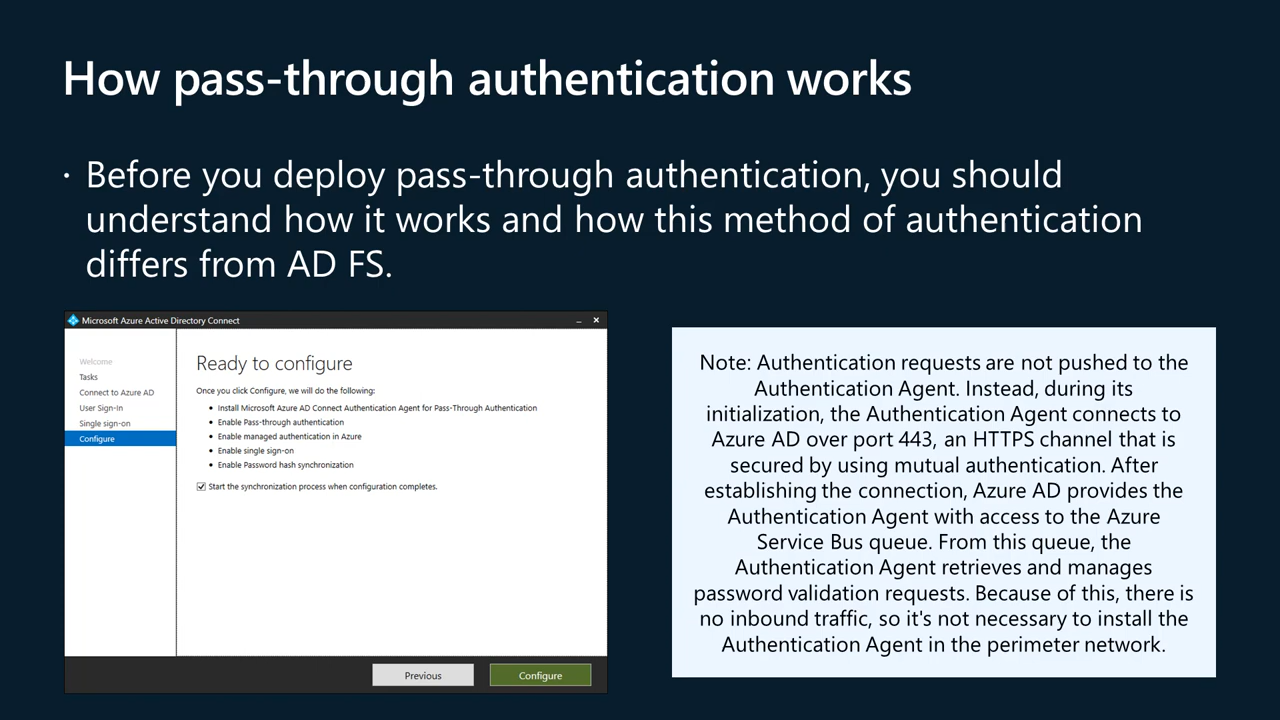 How pass-through authentication works
· Before you deploy pass-through authentication, you should
understand how it works and how this method of authentication
differs from AD FS.
Microsoft Azure Active Directory Connect
Welcome
Tasks
Connect to Azure AD
User Sign-In
Single sign-on
Configure
Ready to configure
Once you click Configure, we will do the following:
• Install Microsoft Azure AD Connect Authentication Agent for Pass-Through Authentication
• Enable Pass-through authentication
• Enable managed authentication in Azure
• Enable single sign-on
• Enable Password hash synchronization
Start the synchronization process when configuration completes.
Previous
Configure
Note: Authentication requests are not pushed to the
Authentication Agent. Instead, during its
initialization, the Authentication Agent connects to
Azure AD over port 443, an HTTPS channel that is
secured by using mutual authentication. After
establishing the connection, Azure AD provides the
Authentication Agent with access to the Azure
Service Bus queue. From this queue, the
Authentication Agent retrieves and manages
password validation requests. Because of this, there is
no inbound traffic, so it's not necessary to install the
Authentication Agent in the perimeter network.